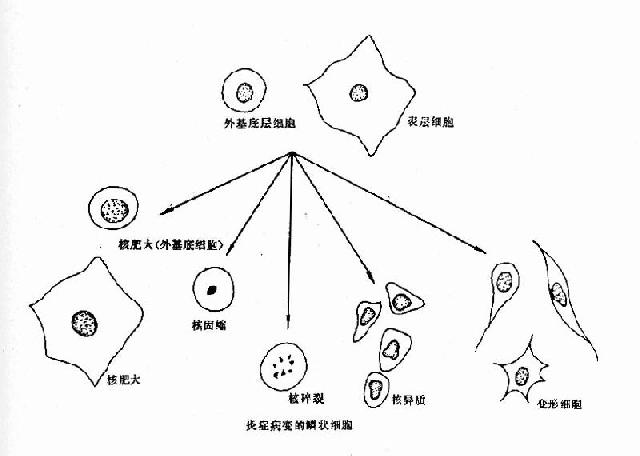 外基底层细胞
表层细胞
核肥大(外基底细胞)
核固缩
核肥大
核碎裂
核异质
异形细胞
炎症病变的鳞状细胞